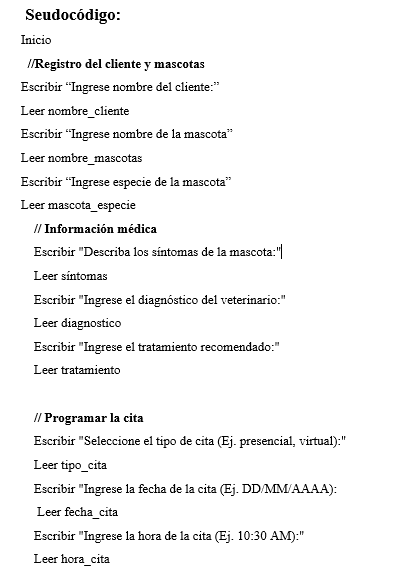 Seudocódigo:
Inicio
//Registro del cliente y mascotas
Escribir “Ingrese nombre del cliente:”
Leer nombre_cliente
Escribir “Ingrese nombre de la mascota”
Leer nombre_mascotas
Escribir “Ingrese especie de la mascota”
Leer mascota_especie
// Información médica
Escribir "Describa los síntomas de la mascota:"
Leer síntomas
Escribir "Ingrese el diagnóstico del veterinario:"
Leer diagnostico
Escribir "Ingrese el tratamiento recomendado:"
Leer tratamiento
// Programar la cita
Escribir "Seleccione el tipo de cita (Ej. presencial, virtual):"
Leer tipo_cita
Escribir "Ingrese la fecha de la cita (Ej. DD/MM/AAAA):
Leer fecha_cita
Escribir "Ingrese la hora de la cita (Ej. 10:30 AM):"
Leer hora_cita